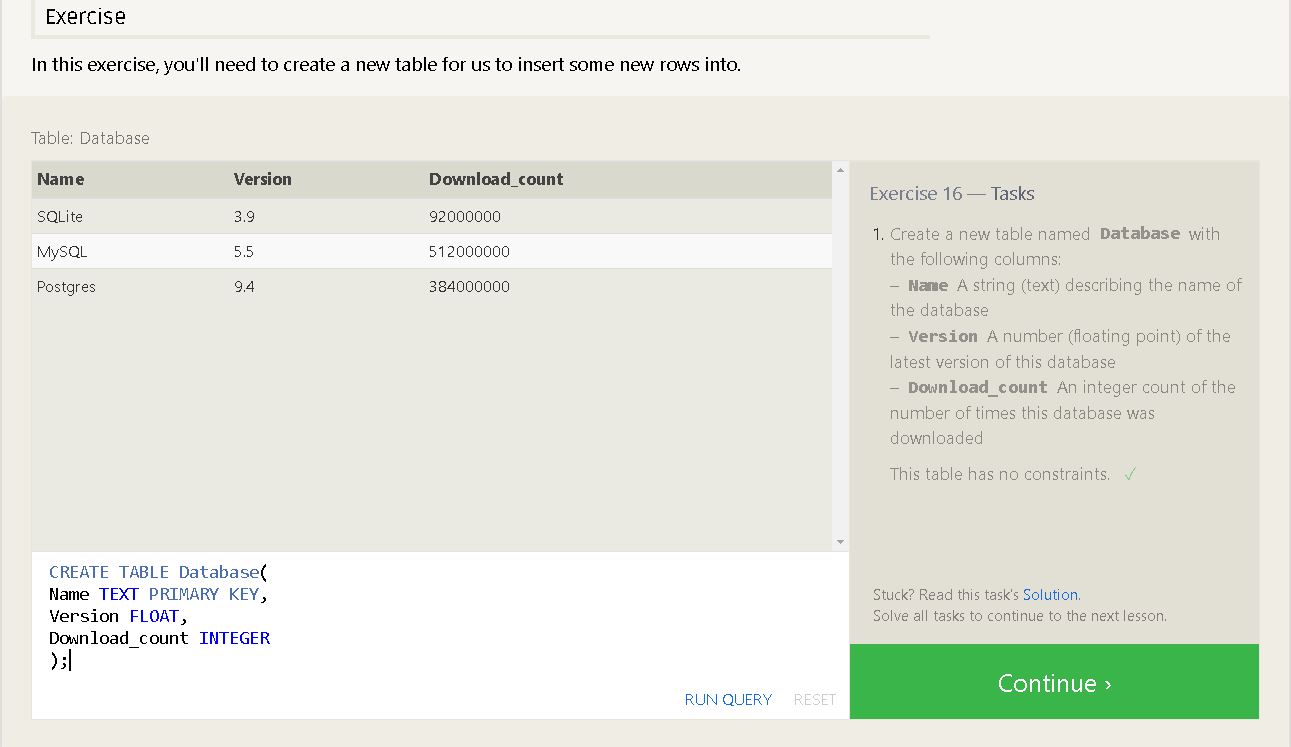 Exercise
In this exercise, you'll need to create a new table for us to insert some new rows into.
Table: Database
Name Version Download_count
SQLite 3.9 92000000
MySQL 5.5 512000000
Postgres 9.4 384000000
CREATE TABLE Database(
Name TEXT PRIMARY KEY,
Version FLOAT,
Download_count INTEGER
);
RUN QUERY RESET
Exercise 16 — Tasks
1. Create a new table named Database with
the following columns:
– Name A string (text) describing the name of
the database
– Version A number (floating point) of the
latest version of this database
– Download_count An integer count of the
number of times this database was
downloaded
This table has no constraints. ✓
Stuck? Read this task's Solution.
Solve all tasks to continue to the next lesson.
Continue ›